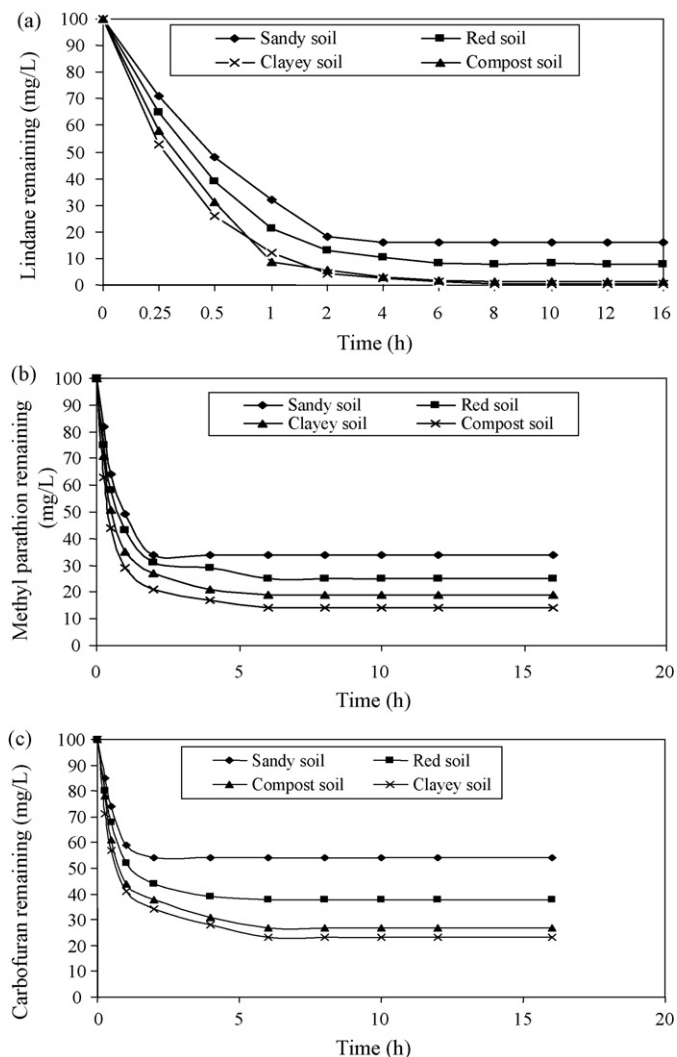 (a)
100
90
80
70
60
50
40
30
20
10
0
Lindane remaining (mg/L)
Sandy soil Red soil
Clayey soil Compost soil
0 0.25 0.5 1 2 4 6 8 10 12 16
Time (h)
(b)
100
90
80
70
60
50
40
30
20
10
0
Methyl parathion remaining
(mg/L)
Sandy soil Red soil
Clayey soil Compost soil
0 5 10 15 20
Time (h)
(c)
100
90
80
70
60
50
40
30
20
10
0
Carbofuran remaining (mg/L)
Sandy soil Red soil
Compost soil Clayey soil
0 5 10 15 20
Time (h)